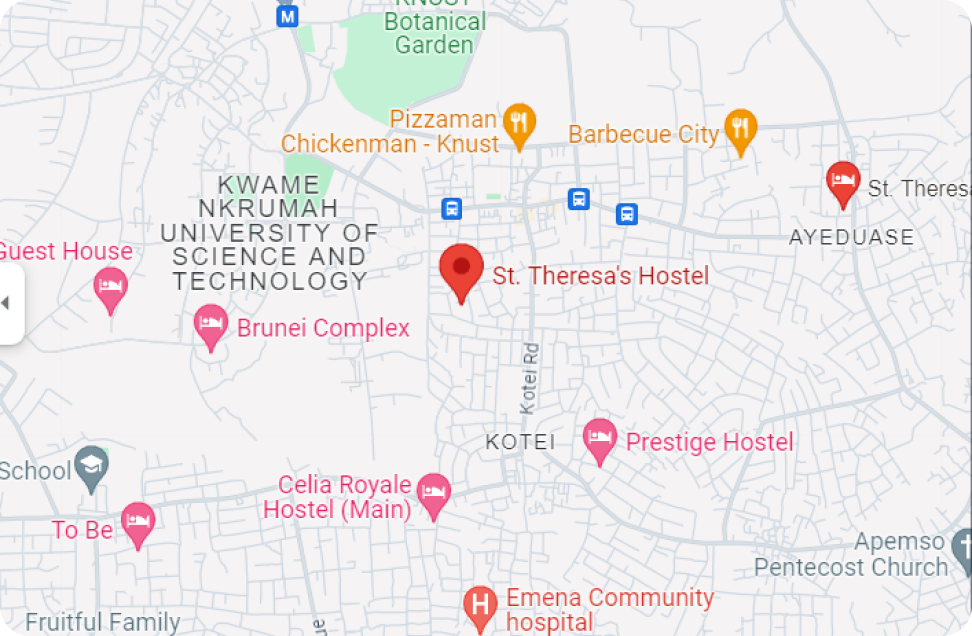 KNUST
Botanical
Garden
M
Pizzaman
Chickenman - Knust
Barbecue City
St. Theresa
KWAME
NKRUMAH
UNIVERSITY OF
SCIENCE AND
TECHNOLOGY
AYEDUASE
Guest House
St. Theresa's Hostel
Brunei Complex
Kotei Rd
KOTEI
Prestige Hostel
School
Celia Royale
Hostel (Main)
To Be
Apemso
Pentecost Church
H
Emena Community
hospital
Fruitful Family